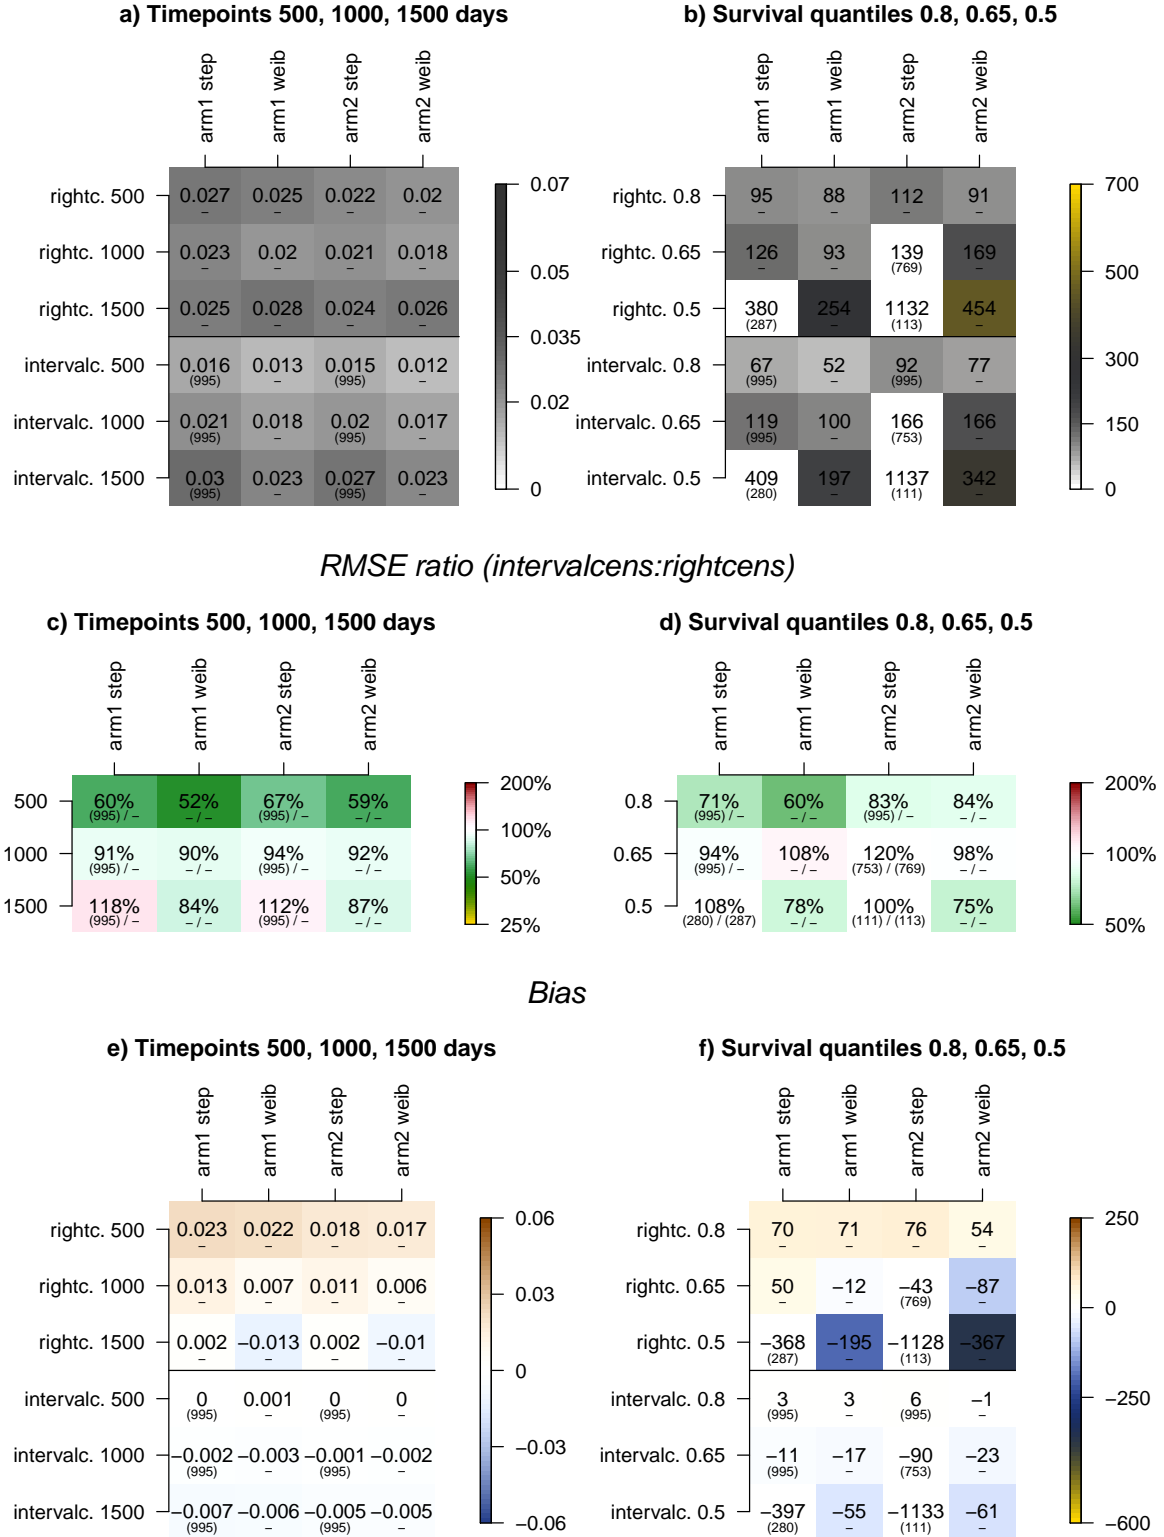 a) Timepoints 500, 1000, 1500 days
arm1 step
arm1 weib
arm2 step
arm2 weib
rightc. 500 0.027 0.025 0.022 0.02
– – – –
rightc. 1000 0.023 0.02 0.021 0.018
– – – –
rightc. 1500 0.025 0.028 0.024 0.026
– – – –
intervalc. 500 0.016 0.013 0.015 0.012
(995) – (995) –
intervalc. 1000 0.021 0.018 0.02 0.017
(995) – (995) –
intervalc. 1500 0.03 0.023 0.027 0.023
(995) – (995) –
0.07
0.05
0.035
0.02
0
b) Survival quantiles 0.8, 0.65, 0.5
arm1 step
arm1 weib
arm2 step
arm2 weib
rightc. 0.8 95 88 112 91
– – – –
rightc. 0.65 126 93 139 169
– – (769) –
rightc. 0.5 380 254 1132 454
(287) – (113) –
intervalc. 0.8 67 52 92 77
(995) – (995) –
intervalc. 0.65 119 100 166 166
(995) – (753) –
intervalc. 0.5 409 197 1137 342
(280) – (111) –
700
500
300
150
0
RMSE ratio (intervalcens:rightcens)
c) Timepoints 500, 1000, 1500 days
arm1 step
arm1 weib
arm2 step
arm2 weib
500 60% 52% 67% 59%
(995) / – – / – (995) / – – / –
1000 91% 90% 94% 92%
(995) / – – / – (995) / – – / –
1500 118% 84% 112% 87%
(995) / – – / – (995) / – – / –
200%
100%
50%
25%
d) Survival quantiles 0.8, 0.65, 0.5
arm1 step
arm1 weib
arm2 step
arm2 weib
0.8 71% 60% 83% 84%
(995) / – – / – (995) / – – / –
0.65 94% 108% 120% 98%
(995) / – – / – (753) / (769) – / –
0.5 108% 78% 100% 75%
(280) / (287) – / – (111) / (113) – / –
200%
100%
50%
Bias
e) Timepoints 500, 1000, 1500 days
arm1 step
arm1 weib
arm2 step
arm2 weib
rightc. 500 0.023 0.022 0.018 0.017
– – – –
rightc. 1000 0.013 0.007 0.011 0.006
– – – –
rightc. 1500 0.002 −0.013 0.002 −0.01
– – – –
intervalc. 500 0 0.001 0 0
(995) – (995) –
intervalc. 1000 −0.002 −0.003 −0.001 −0.002
(995) – (995) –
intervalc. 1500 −0.007 −0.006 −0.005 −0.005
(995) – (995) –
0.06
0.03
0
−0.03
−0.06
f) Survival quantiles 0.8, 0.65, 0.5
arm1 step
arm1 weib
arm2 step
arm2 weib
rightc. 0.8 70 71 76 54
– – – –
rightc. 0.65 50 −12 −43 −87
– – (769) –
rightc. 0.5 −368 −195 −1128 −367
(287) – (113) –
intervalc. 0.8 3 3 6 −1
(995) – (995) –
intervalc. 0.65 −11 −17 −90 −23
(995) – (753) –
intervalc. 0.5 −397 −55 −1133 −61
(280) – (111) –
250
0
−250
−600